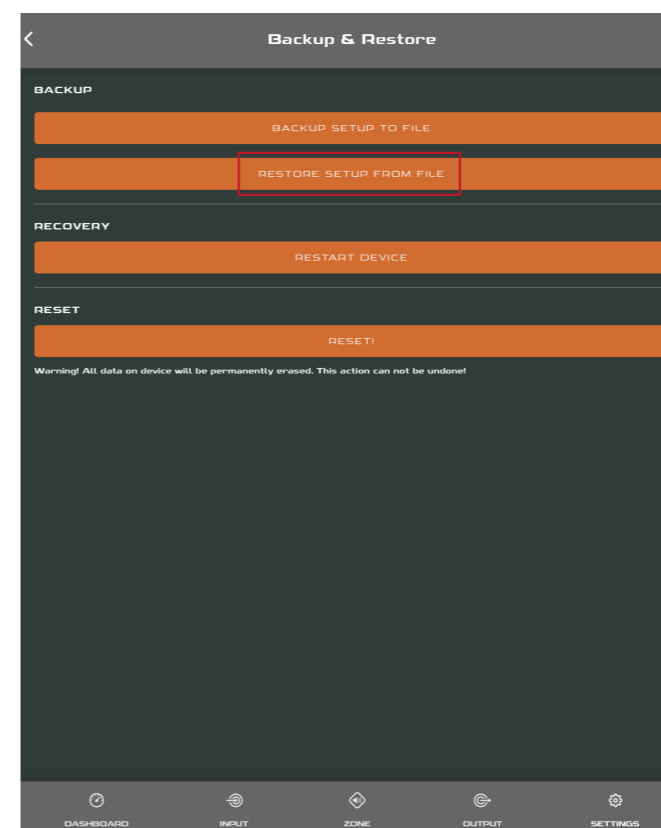 Backup & Restore
BACKUP
BACKUP SETUP TO FILE
RESTORE SETUP FROM FILE
RECOVERY
RESTART DEVICE
RESET
RESET!
Warning! All data on device will be permanently erased. This action can not be undone!
DASHBOARD INPUT ZONE OUTPUT SETTINGS